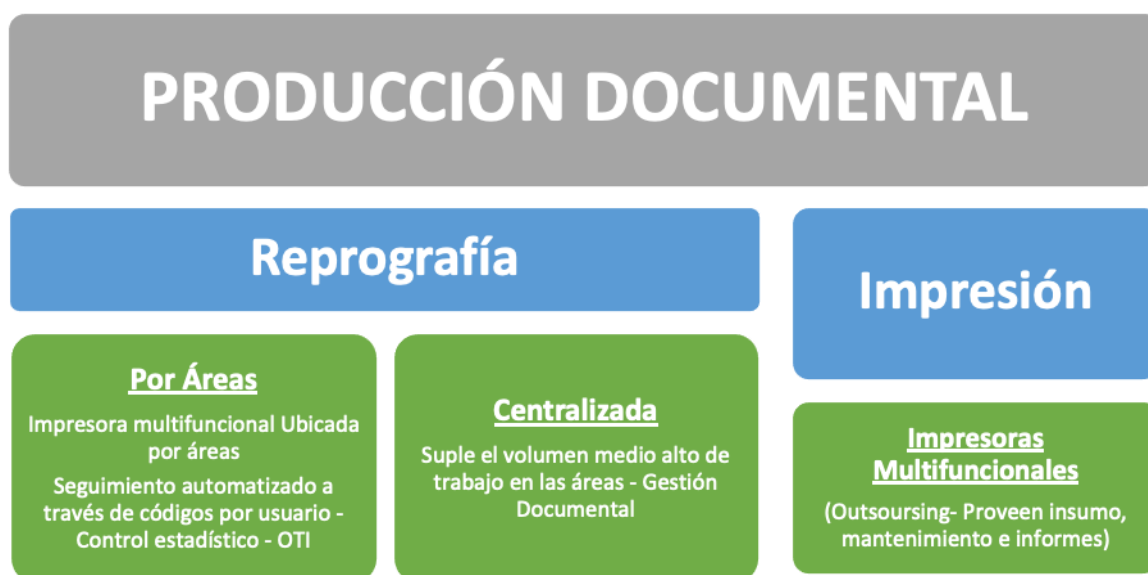 PRODUCCIÓN DOCUMENTAL
Reprografía
Impresión
Por Áreas
Impresora multifuncional Ubicada
por áreas
Seguimiento automatizado a
través de códigos por usuario -
Control estadístico - OTI
Centralizada
Suple el volumen medio alto de
trabajo en las áreas - Gestión
Documental
Impresoras
Multifuncionales
(Outsoursing- Proveen insumo,
mantenimiento e informes)